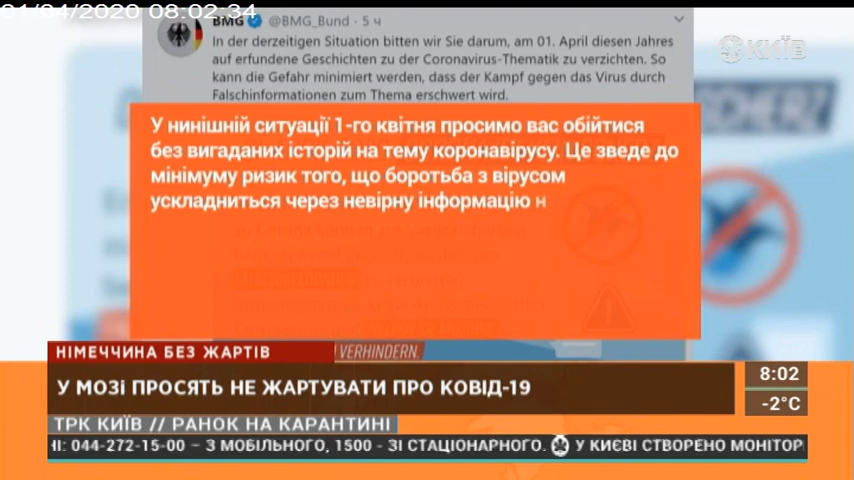 01/04/2020 08:02:34
BMG @BMG_Bund · 5 ч
In der derzeitigen Situation bitten wir Sie darum, am 01. April dieses Jahres
auf erfundene Geschichten zu der Coronavirus-Thematik zu verzichten. So
kann die Gefahr minimiert werden, dass der Kampf gegen das Virus durch
Falschinformationen zum Thema erschwert wird.
КИЇВ
SCHERZ
У нинішній ситуації 1-го квітня просимо вас обійтися
без вигаданих історій на тему коронавірусу. Це зведе до
мінімуму ризик того, що боротьба з вірусом
ускладниться через невірну інформацію н
VERHINDERN.
НІМЕЧЧИНА БЕЗ ЖАРТІВ
У МОЗІ ПРОСЯТЬ НЕ ЖАРТУВАТИ ПРО КОВІД-19
8:02
-2°C
ТРК КИЇВ // РАНОК НА КАРАНТИНІ
НІ: 044-272-15-00 – З МОБІЛЬНОГО, 1500 - ЗІ СТАЦІОНАРНОГО. У КИЄВІ СТВОРЕНО МОНІТОР